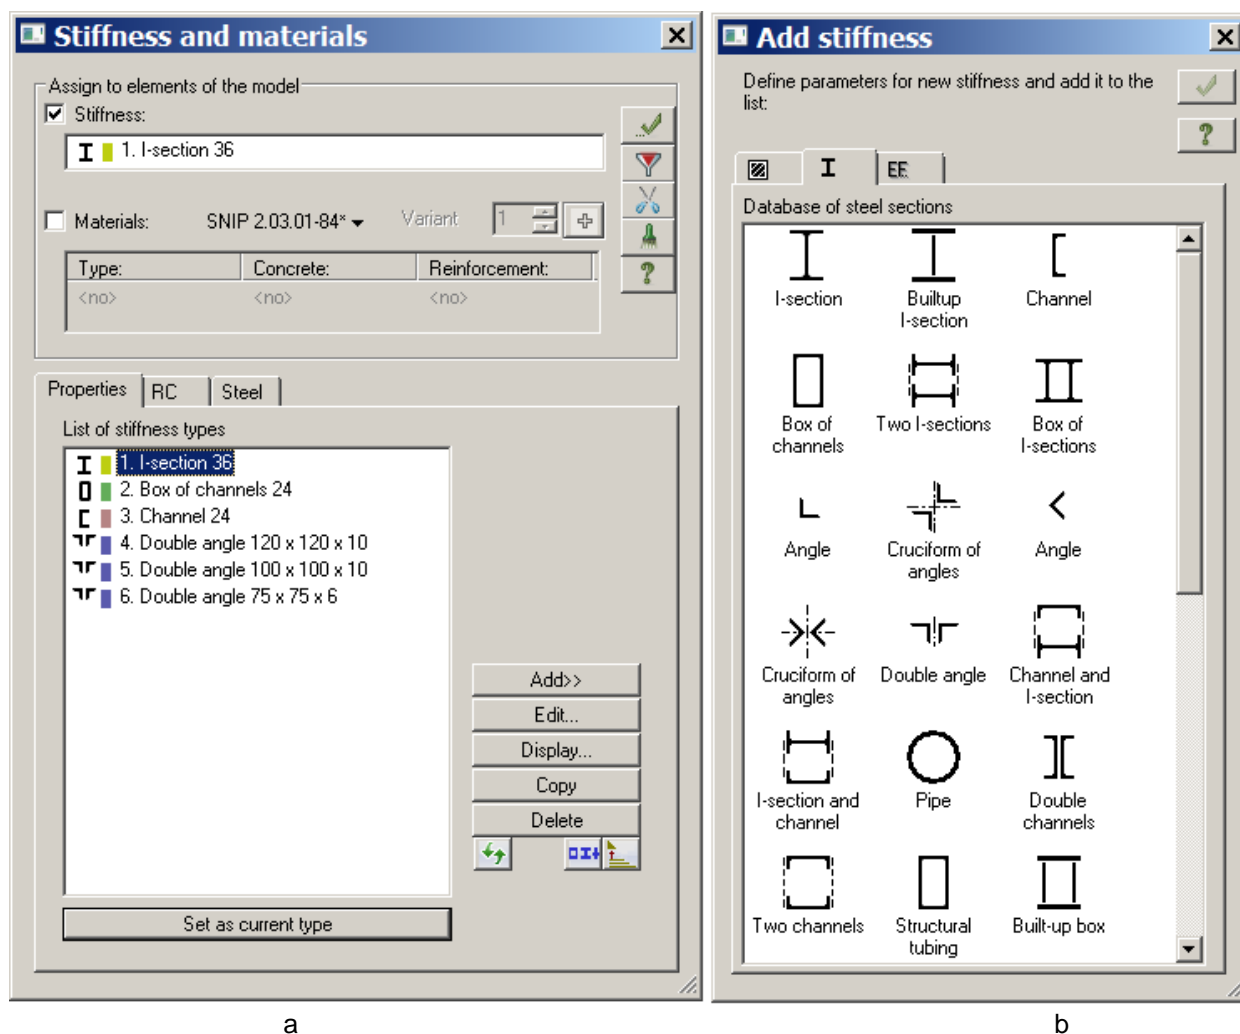 Stiffness and materials
Assign to elements of the model
Stiffness:
1. I-section 36
Materials:
SNIP 2.03.01-84*
Variant
1
Type:
Concrete:
Reinforcement:
<no>
<no>
<no>
Properties
RC
Steel
List of stiffness types
1. I-section 36
2. Box of channels 24
3. Channel 24
4. Double angle 120 x 120 x 10
5. Double angle 100 x 100 x 10
6. Double angle 75 x 75 x 6
Add>>
Edit...
Display...
Copy
Delete
Set as current type
a
Add stiffness
Define parameters for new stiffness and add it to the
list:
EE
Database of steel sections
I-section
Builtup
I-section
Channel
Box of
channels
Two I-sections
Box of
I-sections
Angle
Cruciform of
angles
Angle
Cruciform of
angles
Double angle
Channel and
I-section
I-section and
channel
Pipe
Double
channels
Two channels
Structural
tubing
Built-up box
b